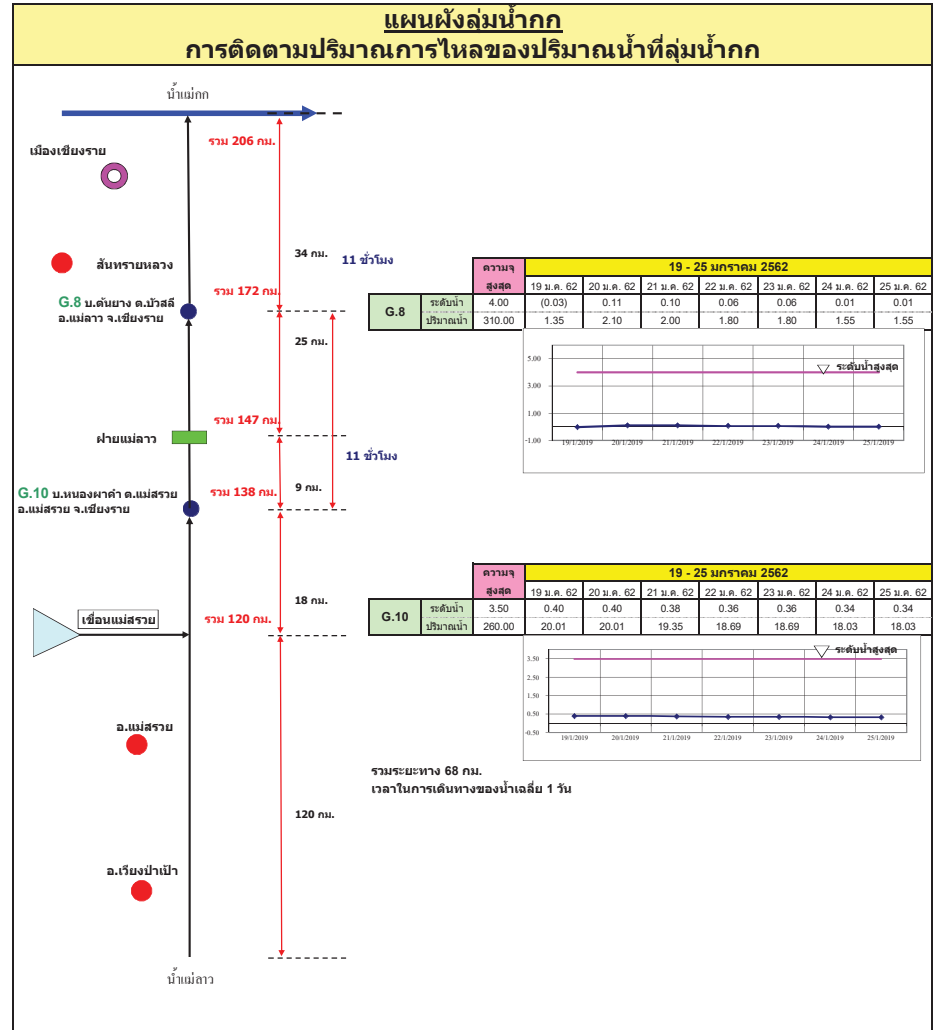 แผนผังลุ่มน้ำกก
การติดตามปริมาณการไหลของปริมาณน้ำที่ลุ่มน้ำกก
น้ำแม่กก
รวม 206 กม.
เมืองเชียงราย
34 กม.
11 ชั่วโมง
สันทรายหลวง
รวม 172 กม.
G.8 บ.ต้นยาง ต.บัวสลี
อ.แม่ลาว จ.เชียงราย
ความจุ 19 - 25 มกราคม 2562
สูงสุด 19 ม.ค. 62 20 ม.ค. 62 21 ม.ค. 62 22 ม.ค. 62 23 ม.ค. 62 24 ม.ค. 62 25 ม.ค. 62
G.8 ระดับน้ำ 4.00 (0.03) 0.11 0.10 0.06 0.06 0.01 0.01
ปริมาณน้ำ 310.00 1.35 2.10 2.00 1.80 1.80 1.55 1.55
25 กม.
5.00
ระดับน้ำสูงสุด
3.00
1.00
-1.00
19/1/2019 20/1/2019 21/1/2019 22/1/2019 23/1/2019 24/1/2019 25/1/2019
รวม 147 กม.
ฝายแม่ลาว
11 ชั่วโมง
9 กม.
รวม 138 กม.
G.10 บ.หนองผาคำ ต.แม่สรวย
อ.แม่สรวย จ.เชียงราย
18 กม.
เขื่อนแม่สรวย
รวม 120 กม.
ความจุ 19 - 25 มกราคม 2562
สูงสุด 19 ม.ค. 62 20 ม.ค. 62 21 ม.ค. 62 22 ม.ค. 62 23 ม.ค. 62 24 ม.ค. 62 25 ม.ค. 62
G.10 ระดับน้ำ 3.50 0.40 0.40 0.38 0.36 0.36 0.34 0.34
ปริมาณน้ำ 260.00 20.01 20.01 19.35 18.69 18.69 18.03 18.03
ระดับน้ำสูงสุด
3.50
2.50
1.50
0.50
-0.50
19/1/2019 20/1/2019 21/1/2019 22/1/2019 23/1/2019 24/1/2019 25/1/2019
อ.แม่สรวย
รวมระยะทาง 68 กม.
เวลาในการเดินทางของน้ำเฉลี่ย 1 วัน
120 กม.
อ.เวียงป่าเป้า
น้ำแม่ลาว